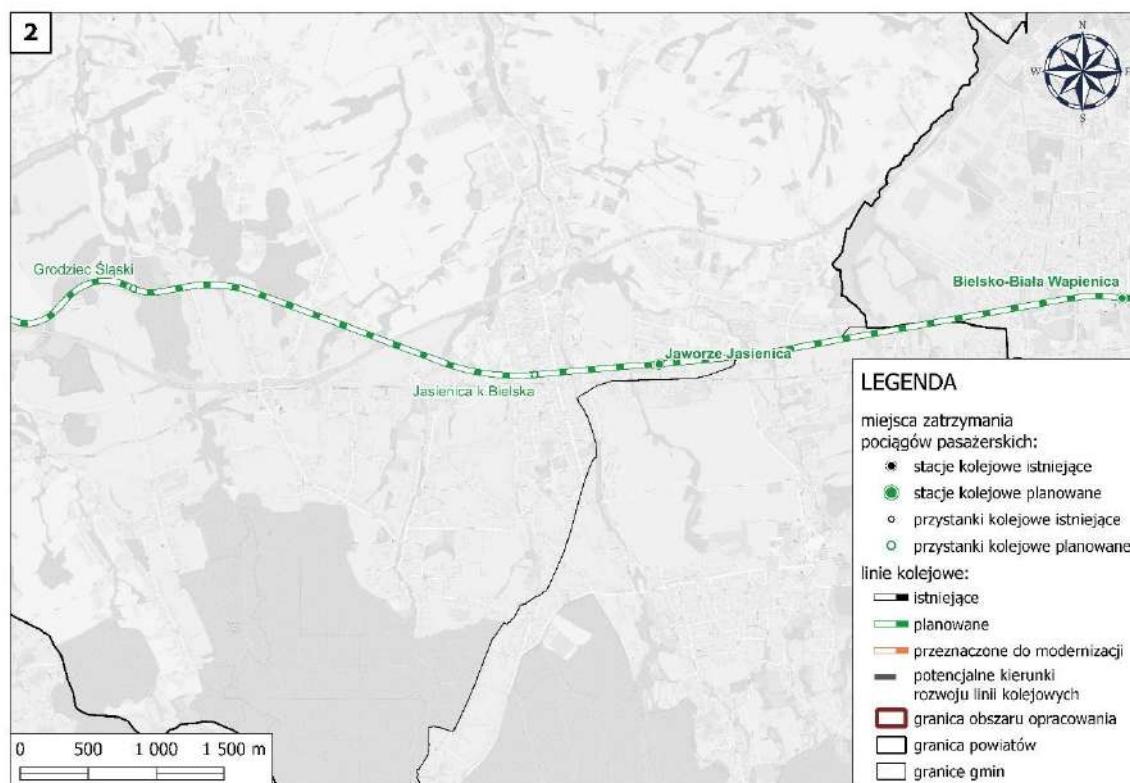 2
N
W
E
S
Grodziec Śląski
Bielsko-Biała Wapienica
Jaworze Jasienica
Jasienica k.Bielska
LEGENDA
miejsca zatrzymania
pociągów pasażerskich:
stacje kolejowe istniejące
stacje kolejowe planowane
przystanki kolejowe istniejące
przystanki kolejowe planowane
linie kolejowe:
istniejące
planowane
przeznaczone do modernizacji
potencjalne kierunki
rozwoju linii kolejowych
granica obszaru opracowania
granica powiatów
granice gmin
0 500 1 000 1 500 m